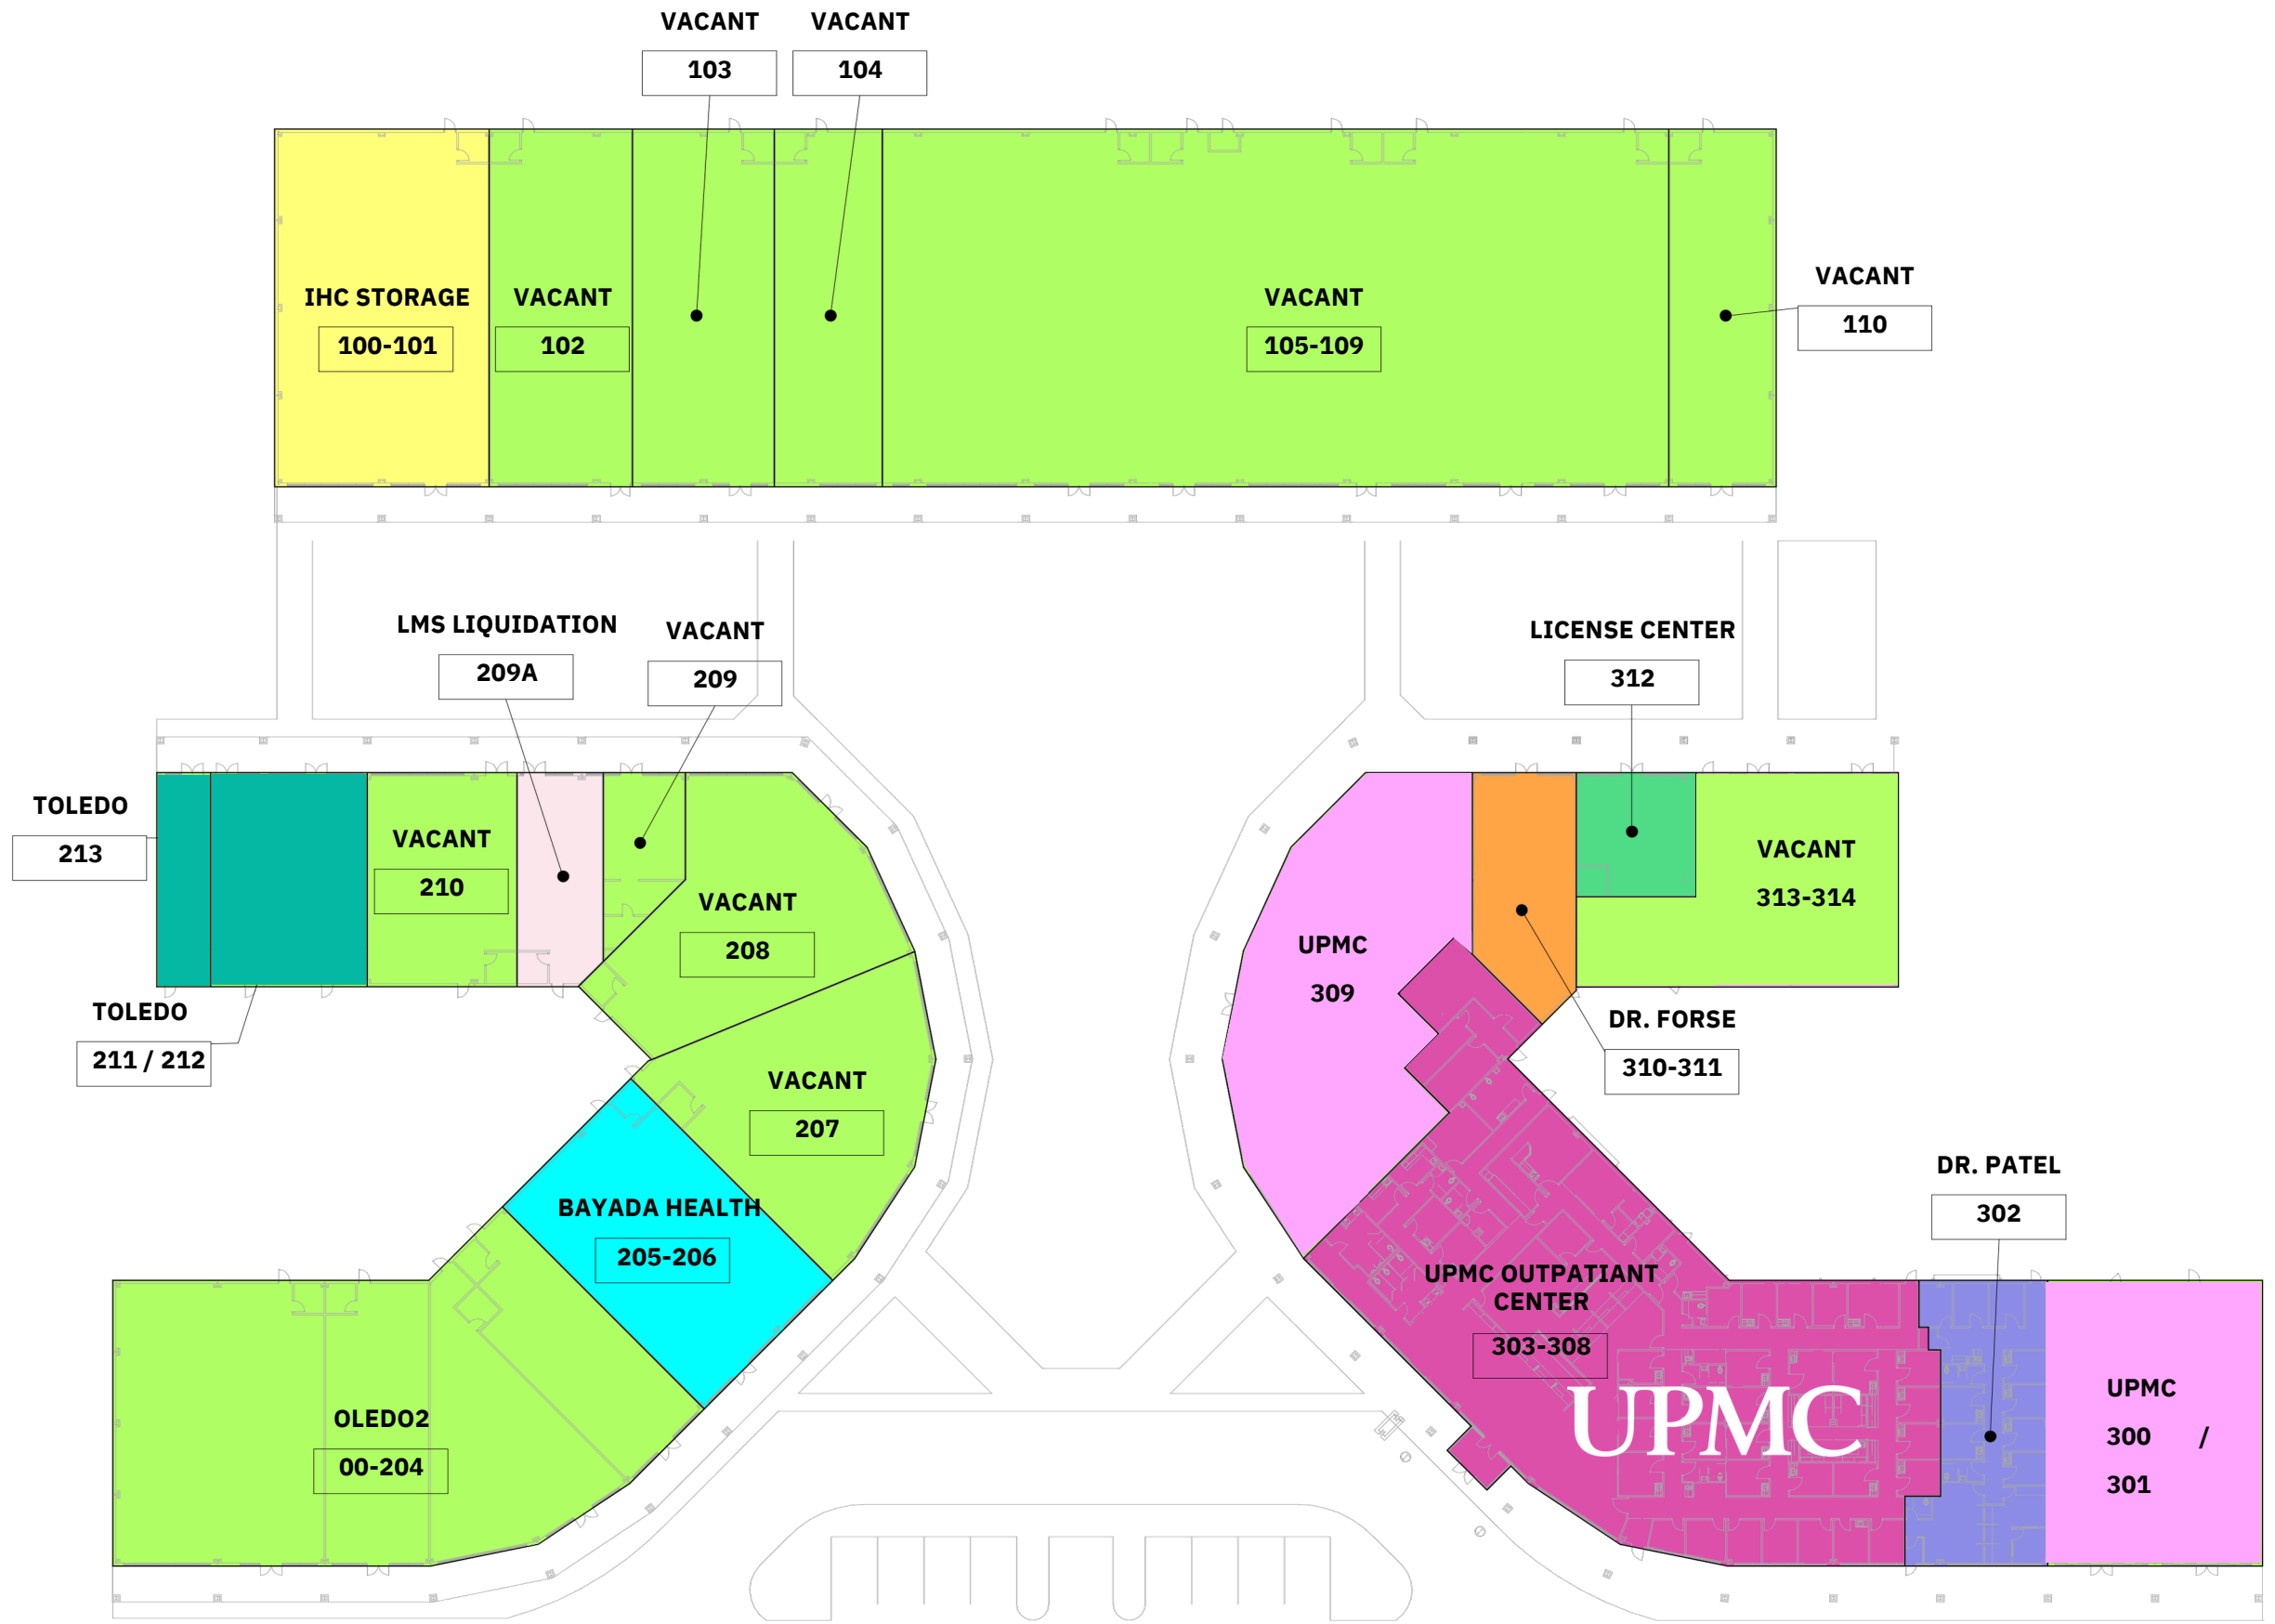 VACANT
103
VACANT
104
IHC STORAGE
100-101
VACANT
102
VACANT
105-109
VACANT
110
LMS LIQUIDATION
209A
VACANT
209
LICENSE CENTER
312
TOLEDO
213
VACANT
210
VACANT
208
VACANT
313-314
UPMC
309
TOLEDO
211 / 212
DR. FORSE
310-311
VACANT
207
DR. PATEL
302
BAYADA HEALTH
205-206
UPMC OUTPATIANT
CENTER
303-308
UPMC
UPMC
300 /
301
OLEDO2
00-204